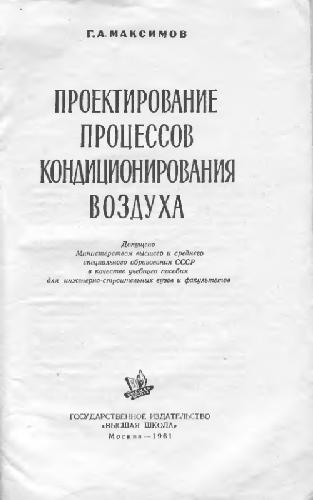 Г. А. МАКСИМОВ
ПРОЕКТИРОВАНИЕ
ПРОЦЕССОВ
КОНДИЦИОНИРОВАНИЯ
ВОЗДУХА
Допущено
Министерством высшего и среднего
специального образования СССР
в качестве учебного пособия
для инженерно-строительных вузов и факультетов
ГОСУДАРСТВЕННОЕ ИЗДАТЕЛЬСТВО
«ВЫСШАЯ ШКОЛА»
Москва — 1961